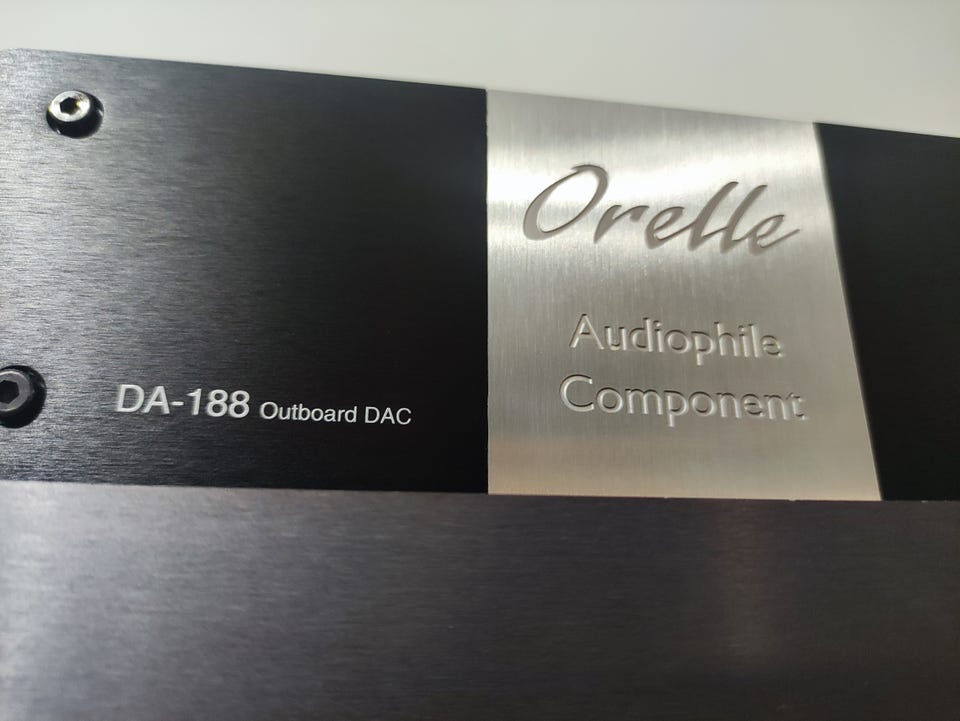 DA-188 Outboard DAC
Orelle
Audiophile
Component